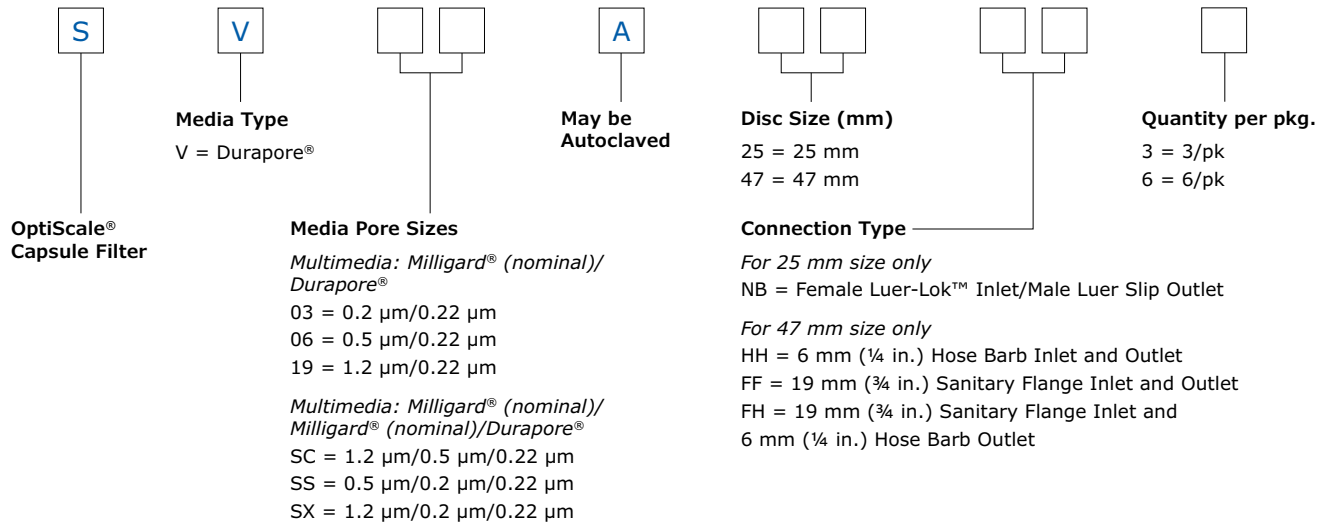 S V A
Media Type
V = Durapore®
May be
Autoclaved
Disc Size (mm)
25 = 25 mm
47 = 47 mm
Quantity per pkg.
3 = 3/pk
6 = 6/pk
OptiScale®
Capsule Filter
Media Pore Sizes
Multimedia: Milligard® (nominal)/
Durapore®
03 = 0.2 µm/0.22 µm
06 = 0.5 µm/0.22 µm
19 = 1.2 µm/0.22 µm
Multimedia: Milligard® (nominal)/
Milligard® (nominal)/Durapore®
SC = 1.2 µm/0.5 µm/0.22 µm
SS = 0.5 µm/0.2 µm/0.22 µm
SX = 1.2 µm/0.2 µm/0.22 µm
Connection Type
For 25 mm size only
NB = Female Luer-Lok™ Inlet/Male Luer Slip Outlet
For 47 mm size only
HH = 6 mm (¼ in.) Hose Barb Inlet and Outlet
FF = 19 mm (¾ in.) Sanitary Flange Inlet and Outlet
FH = 19 mm (¾ in.) Sanitary Flange Inlet and
6 mm (¼ in.) Hose Barb Outlet